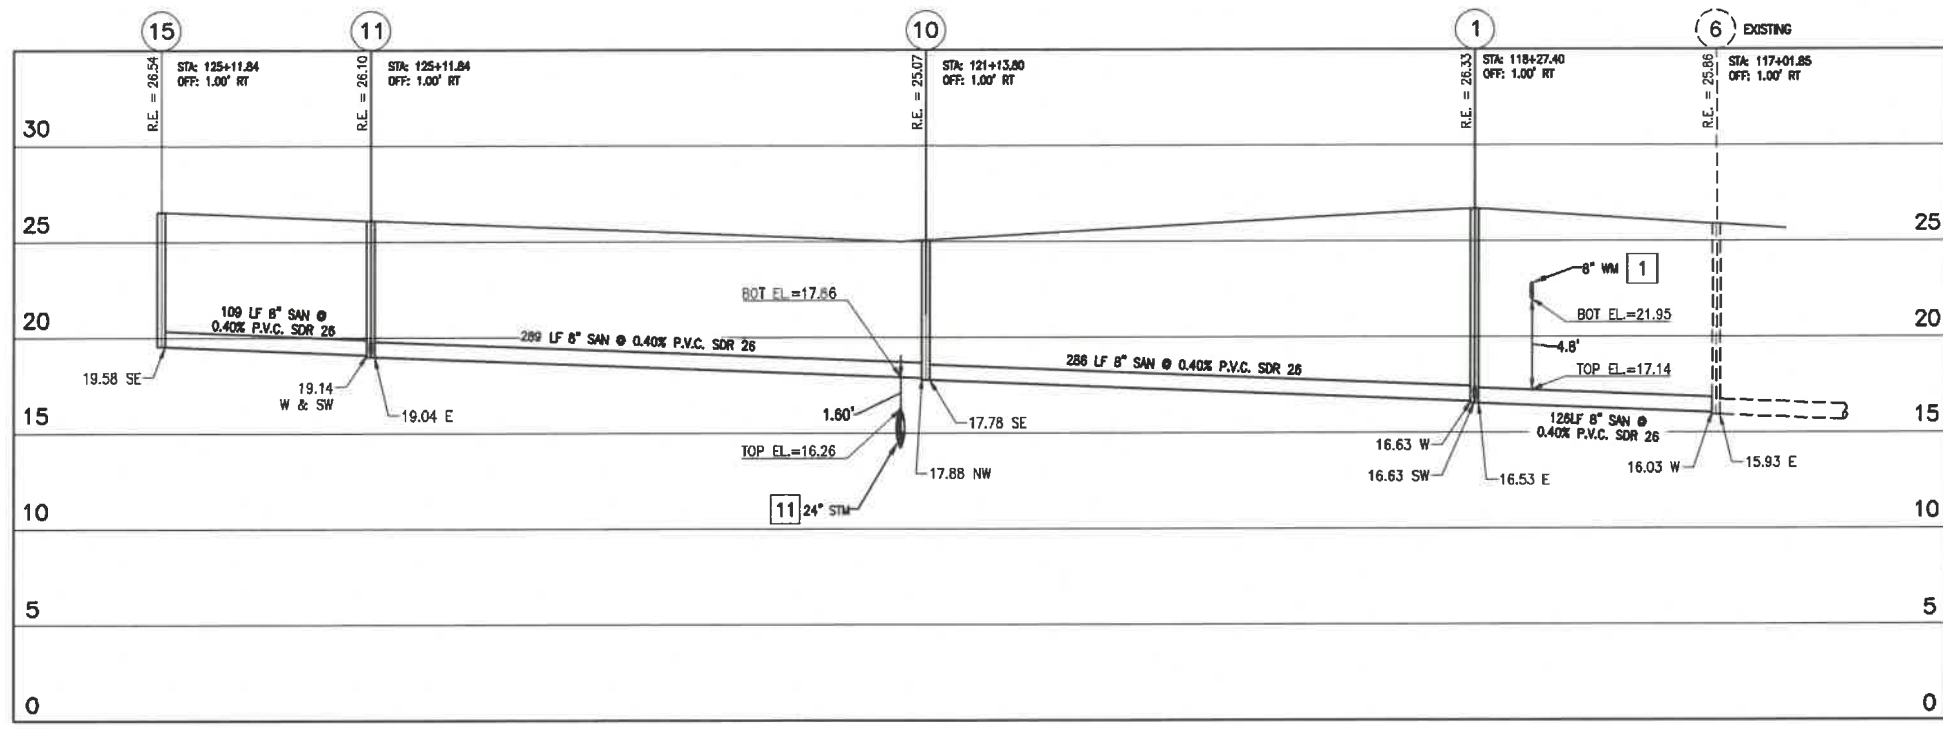 15
11
10
1
6 EXISTING
R.E. = 26.54
STA: 125+11.84
OFF: 1.00' RT
R.E. = 26.10
STA: 125+11.84
OFF: 1.00' RT
R.E. = 25.07
STA: 121+13.80
OFF: 1.00' RT
R.E. = 26.33
STA: 118+27.40
OFF: 1.00' RT
R.E. = 25.86
STA: 117+01.85
OFF: 1.00' RT
30
25
25
8" WM 1
BOT EL.=17.86
BOT EL.=21.95
109 LF 8" SAN @
0.40% P.V.C. SDR 26
20
20
289 LF 8" SAN @ 0.40% P.V.C. SDR 26
4.8'
286 LF 8" SAN @ 0.40% P.V.C. SDR 26
TOP EL.=17.14
19.58 SE
19.14
W & SW
19.04 E
1.60'
17.78 SE
15
15
126LF 8" SAN @
0.40% P.V.C. SDR 26
16.63 W
TOP EL.=16.26
17.88 NW
16.63 SW
16.53 E
16.03 W
15.93 E
11 24" STM
10
10
5
5
0
0